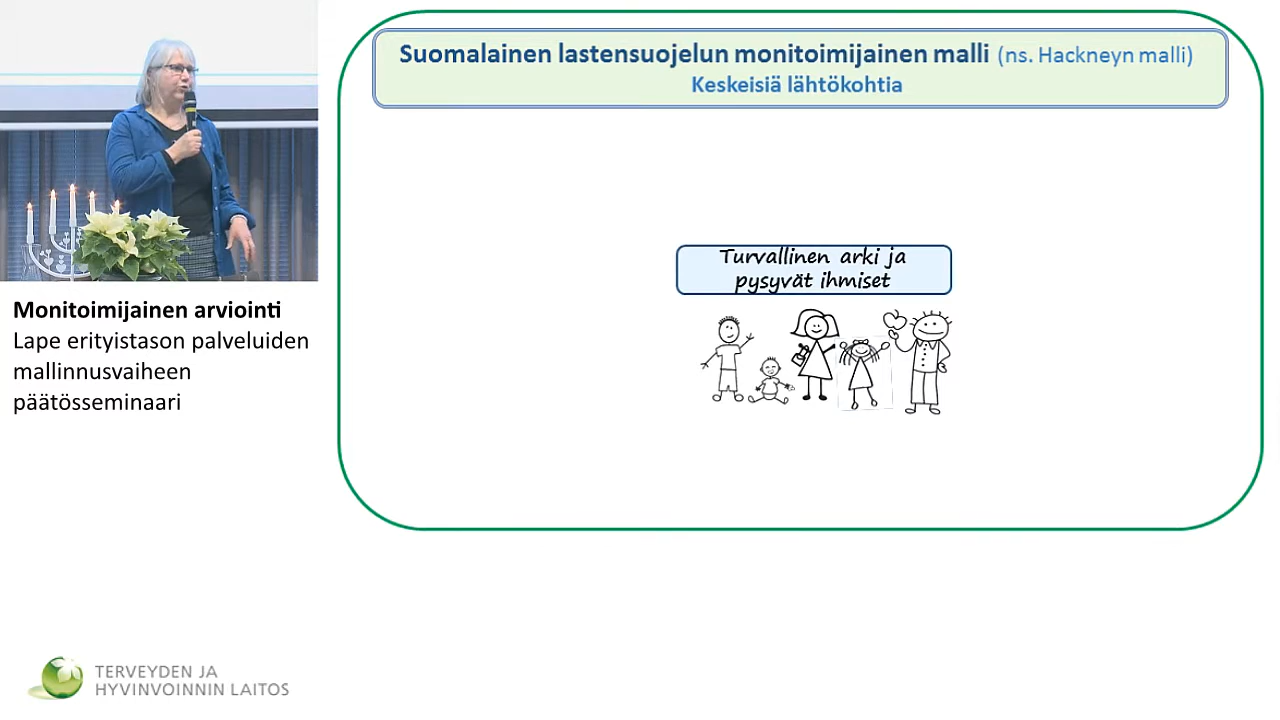 Suomalainen lastensuojelun monitoimijainen malli (ns. Hackneyn malli)
Keskeisiä lähtökohtia
Turvallinen arki ja
pysyvät ihmiset
Monitoimijainen arviointi
Lape erityistason palveluiden
mallinnusvaiheen
päätösseminaari
TERVEYDEN JA
HYVINVOINNIN LAITOS